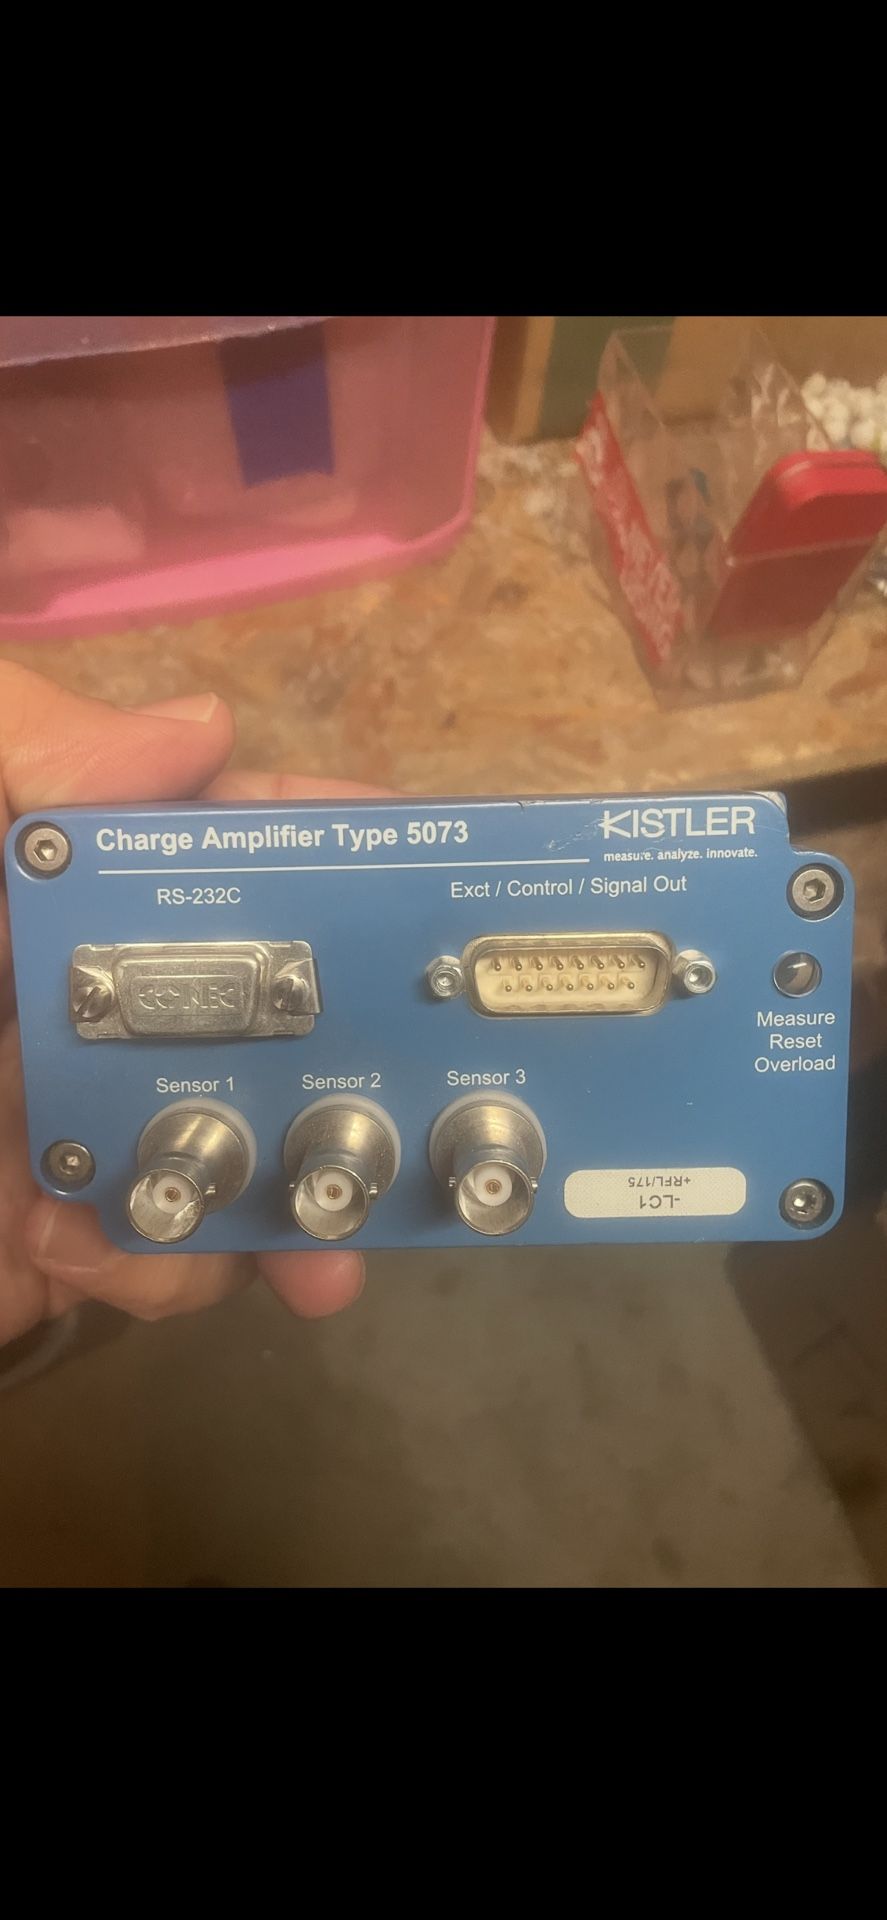 Charge Amplifier Type 5073
KISTLER
measure. analyze. innovate.
RS-232C
Exct / Control / Signal Out
Measure
Reset
Overload
Sensor 1
Sensor 2
Sensor 3
-LC1
+RFL/175